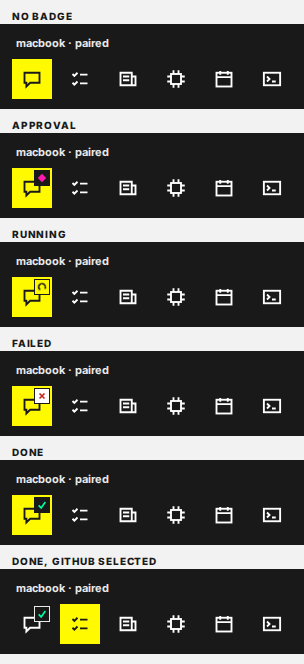 NO BADGE
macbook · paired
APPROVAL
macbook · paired
RUNNING
macbook · paired
FAILED
macbook · paired
DONE
macbook · paired
DONE, GITHUB SELECTED
macbook · paired